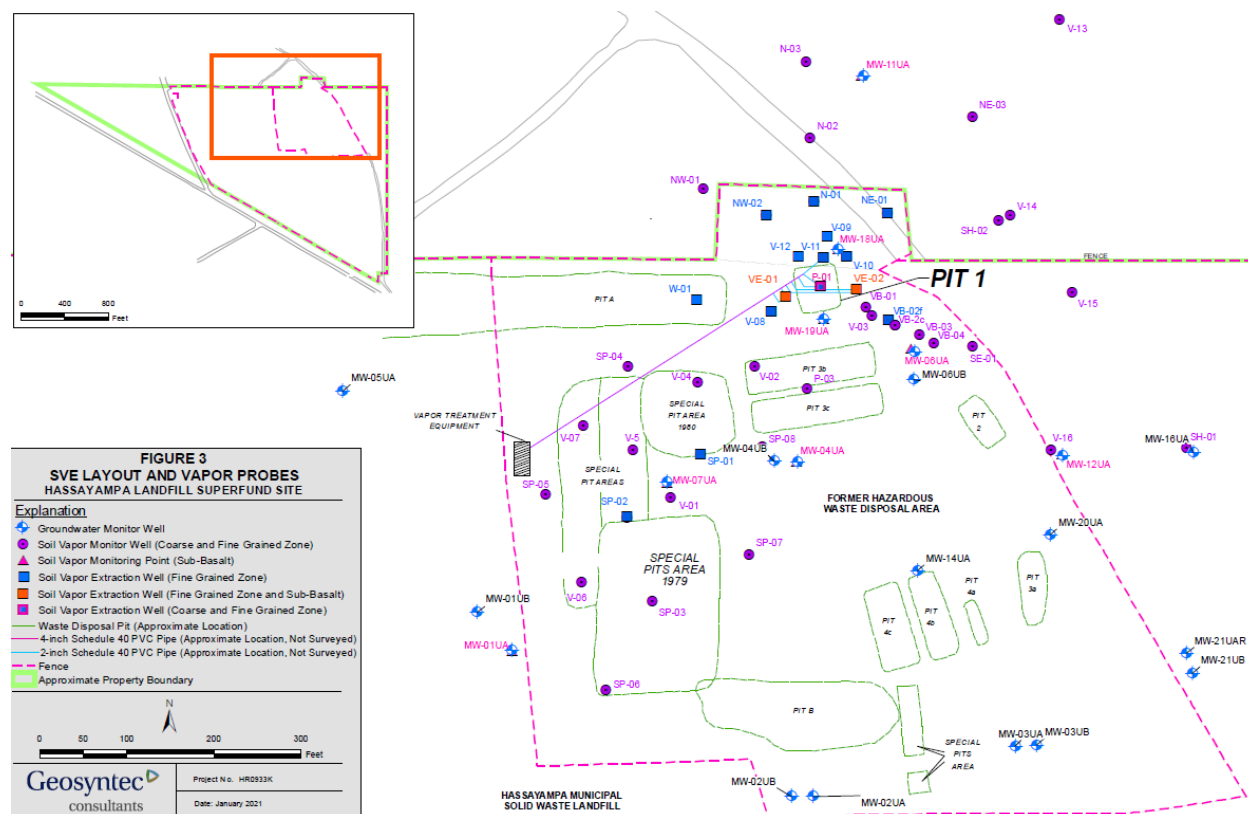 0 400 800
Feet
N-03
MW-11UA
V-13
NE-03
N-02
NW-01
N-01
NW-02
NE-01
V-14
SH-02
V-09
MW-18UA
V-12
V-11
V-10
FENCE
PIT 1
P-01
VE-01
VE-02
PIT A
W-01
V-15
VB-01
V-08
V-03
VB-02f
VB-2c
MW-19UA
VB-03
VB-04
SE-01
MW-06UA
MW-06UB
SP-04
V-02
PIT 3b
V-04
P-03
MW-05UA
SPECIAL
PIT AREA
1980
PIT 3c
PIT
2
VAPOR TREATMENT
EQUIPMENT
V-07
V-5
SP-08
MW-04UB
MW-04UA
SP-01
V-16
MW-12UA
MW-16UA
SH-01
SPECIAL
PIT AREAS
MW-07UA
SP-05
V-01
SP-02
FORMER HAZARDOUS
WASTE DISPOSAL AREA
MW-20UA
SPECIAL
PITS AREA
1979
SP-07
MW-14UA
V-06
SP-03
PIT
4a
PIT
3a
PIT
4b
PIT
4c
MW-01UB
MW-01UA
MW-21UAR
MW-21UB
SP-06
PIT B
SPECIAL
PITS
AREA
MW-03UA
MW-03UB
MW-02UB
MW-02UA
HASSAYAMPA MUNICIPAL
SOLID WASTE LANDFILL
FIGURE 3
SVE LAYOUT AND VAPOR PROBES
HASSAYAMPA LANDFILL SUPERFUND SITE
Explanation
Groundwater Monitor Well
Soil Vapor Monitor Well (Coarse and Fine Grained Zone)
Soil Vapor Monitoring Point (Sub-Basalt)
Soil Vapor Extraction Well (Fine Grained Zone)
Soil Vapor Extraction Well (Fine Grained Zone and Sub-Basalt)
Soil Vapor Extraction Well (Coarse and Fine Grained Zone)
Waste Disposal Pit (Approximate Location)
4-inch Schedule 40 PVC Pipe (Approximate Location, Not Surveyed)
2-inch Schedule 40 PVC Pipe (Approximate Location, Not Surveyed)
Fence
Approximate Property Boundary
N
0 50 100 200 300
Feet
Geosyntec
consultants
Project No. HR0933K
Date: January 2021